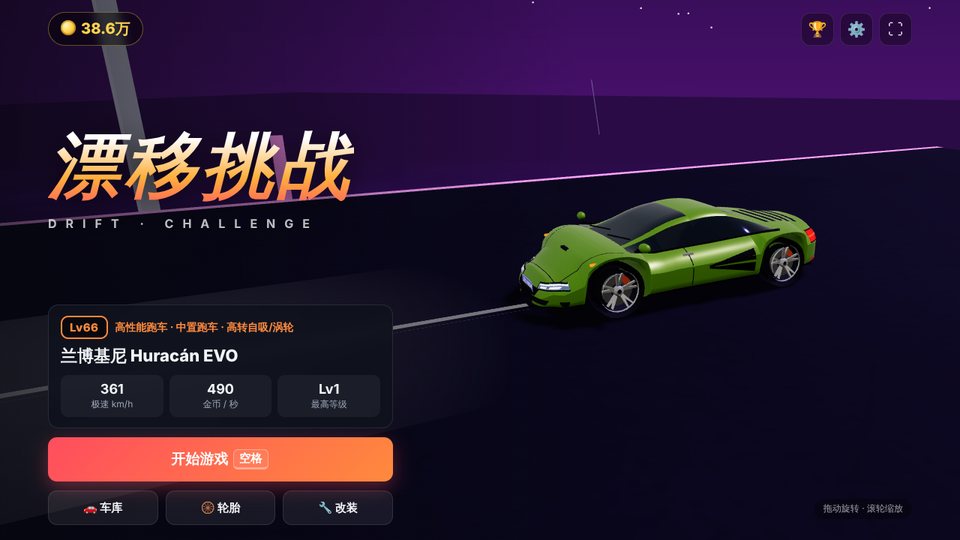 38.6万
漂移挑战
DRIFT · CHALLENGE
Lv66 高性能跑车 · 中置跑车 · 高转自吸/涡轮
兰博基尼 Huracán EVO
361 490 Lv1
极速 km/h 金币 / 秒 最高等级
开始游戏 空格
车库 轮胎 改装
拖动旋转 · 滚轮缩放